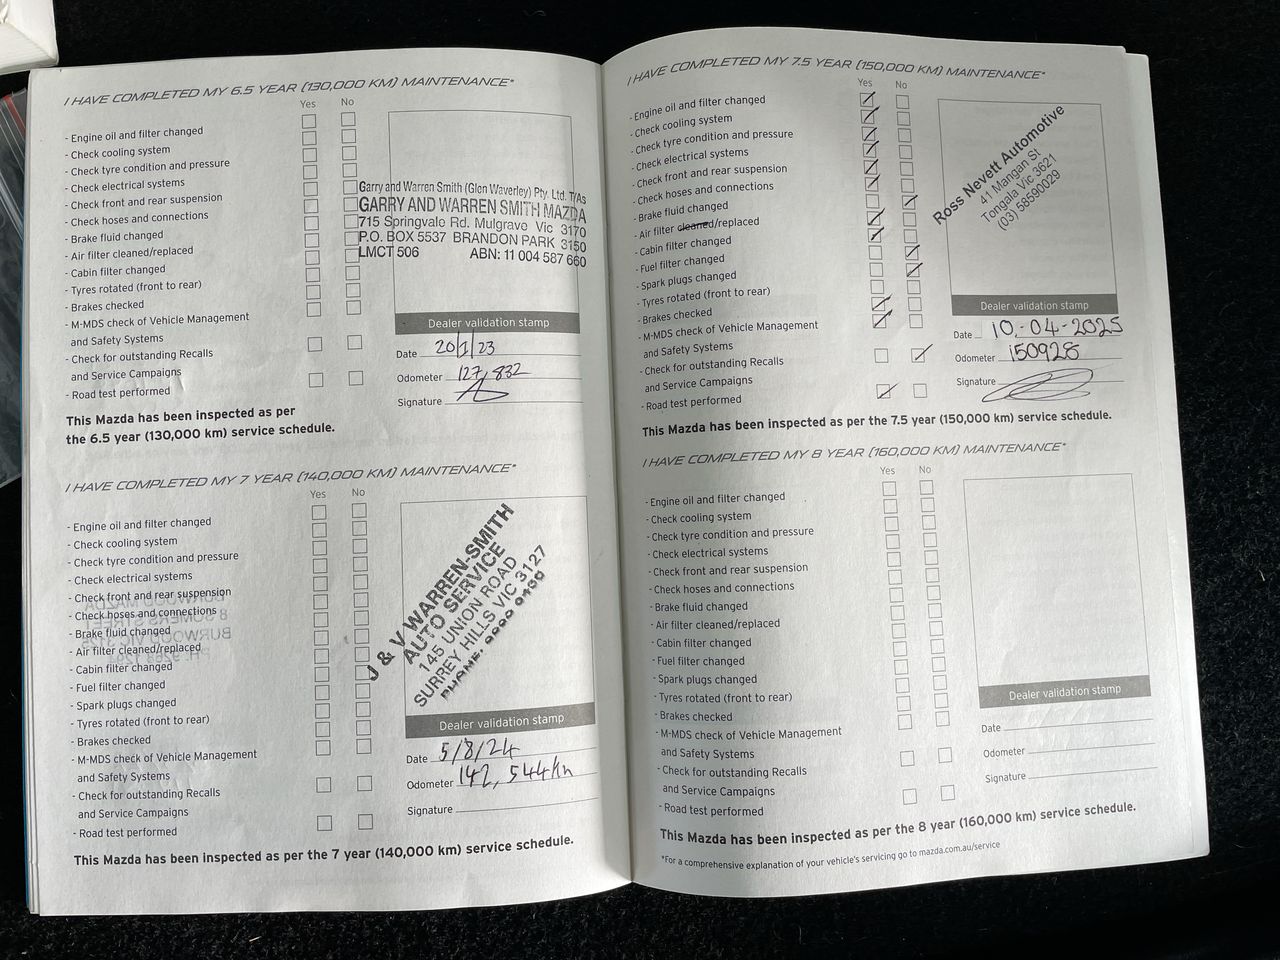 I HAVE COMPLETED MY 6.5 YEAR (130,000 KM) MAINTENANCE*
Yes No
- Engine oil and filter changed
- Check cooling system
- Check tyre condition and pressure
- Check electrical systems
- Check front and rear suspension
- Check hoses and connections
- Brake fluid changed
- Air filter cleaned/replaced
- Cabin filter changed
- Tyres rotated (front to rear)
- Brakes checked
- M-MDS check of Vehicle Management
and Safety Systems
- Check for outstanding Recalls
and Service Campaigns
- Road test performed
Garry and Warren Smith (Glen Waverley) Pty. Ltd. T/As
GARRY AND WARREN SMITH MAZDA
715 Springvale Rd. Mulgrave Vic 3170
P.O. BOX 5537 BRANDON PARK 3150
LMCT 506 ABN: 11 004 587 660
Dealer validation stamp
Date 20/1/23
Odometer 127,832
Signature
This Mazda has been inspected as per
the 6.5 year (130,000 km) service schedule.
I HAVE COMPLETED MY 7 YEAR (140,000 KM) MAINTENANCE*
Yes No
- Engine oil and filter changed
- Check cooling system
- Check tyre condition and pressure
- Check electrical systems
- Check front and rear suspension
- Check hoses and connections
- Brake fluid changed
- Air filter cleaned/replaced
- Cabin filter changed
- Fuel filter changed
- Spark plugs changed
- Tyres rotated (front to rear)
- Brakes checked
- M-MDS check of Vehicle Management
and Safety Systems
- Check for outstanding Recalls
and Service Campaigns
- Road test performed
J & V WARREN-SMITH
AUTO SERVICE
145 UNION ROAD
SURREY HILLS VIC 3127
PHONE:
Dealer validation stamp
Date 5/8/24
Odometer 142,544km
Signature
This Mazda has been inspected as per the 7 year (140,000 km) service schedule.
I HAVE COMPLETED MY 7.5 YEAR (150,000 KM) MAINTENANCE*
Yes No
- Engine oil and filter changed
- Check cooling system
- Check tyre condition and pressure
- Check electrical systems
- Check front and rear suspension
- Check hoses and connections
- Brake fluid changed
- Air filter cleaned/replaced
- Cabin filter changed
- Fuel filter changed
- Spark plugs changed
- Tyres rotated (front to rear)
- Brakes checked
- M-MDS check of Vehicle Management
and Safety Systems
- Check for outstanding Recalls
and Service Campaigns
- Road test performed
Ross Nevett Automotive
41 Mangan St
Tongala Vic 3621
(03) 58590029
Dealer validation stamp
Date 10-04-2025
Odometer 150928
Signature
This Mazda has been inspected as per the 7.5 year (150,000 km) service schedule.
I HAVE COMPLETED MY 8 YEAR (160,000 KM) MAINTENANCE*
Yes No
- Engine oil and filter changed
- Check cooling system
- Check tyre condition and pressure
- Check electrical systems
- Check front and rear suspension
- Check hoses and connections
- Brake fluid changed
- Air filter cleaned/replaced
- Cabin filter changed
- Fuel filter changed
- Spark plugs changed
- Tyres rotated (front to rear)
- Brakes checked
- M-MDS check of Vehicle Management
and Safety Systems
- Check for outstanding Recalls
and Service Campaigns
- Road test performed
Dealer validation stamp
Date
Odometer
Signature
This Mazda has been inspected as per the 8 year (160,000 km) service schedule.
*For a comprehensive explanation of your vehicle's servicing go to mazda.com.au/service